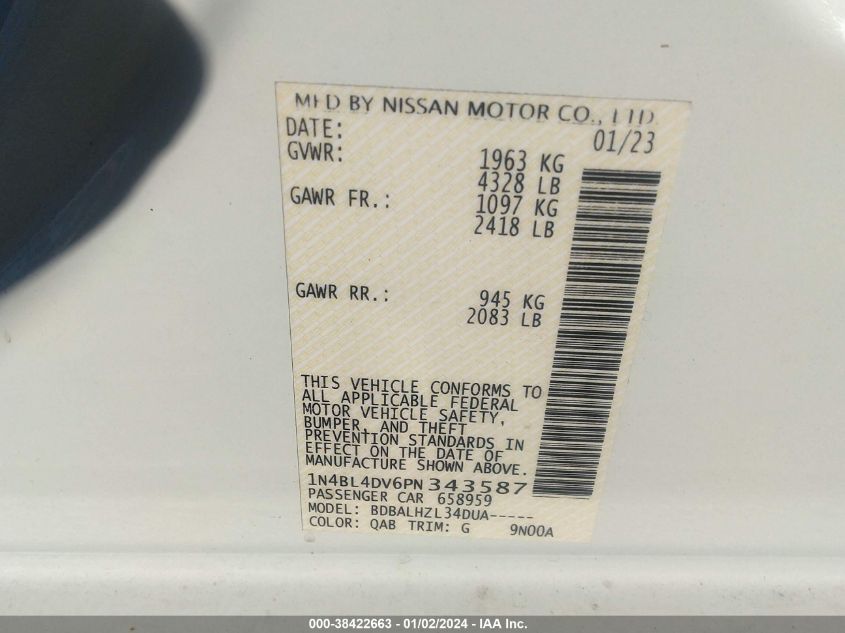 MFD BY NISSAN MOTOR CO., LTD.
DATE: 01/23
GVWR: 1963 KG
4328 LB
GAWR FR.: 1097 KG
2418 LB
GAWR RR.: 945 KG
2083 LB
THIS VEHICLE CONFORMS TO
ALL APPLICABLE FEDERAL
MOTOR VEHICLE SAFETY,
BUMPER, AND THEFT
PREVENTION STANDARDS IN
EFFECT ON THE DATE OF
MANUFACTURE SHOWN ABOVE.
1N4BL4DV6PN343587
PASSENGER CAR 658959
MODEL: BDBALHZL34DUA-----
COLOR: QAB TRIM: G 9N00A
000-38422663 - 01/02/2024 - IAA Inc.